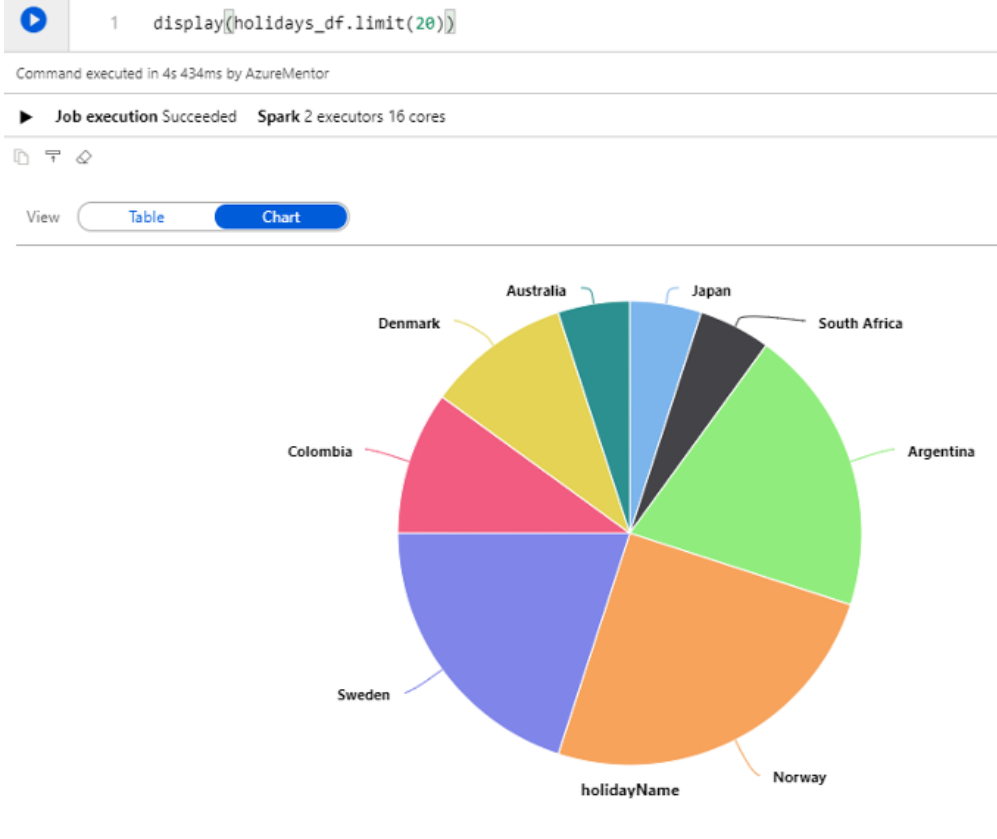 1 display(holidays_df.limit(20))
Command executed in 4s 434ms by AzureMentor
Job execution Succeeded Spark 2 executors 16 cores
View Table Chart
Australia Japan
Denmark South Africa
Colombia Argentina
Sweden
Norway
holidayName